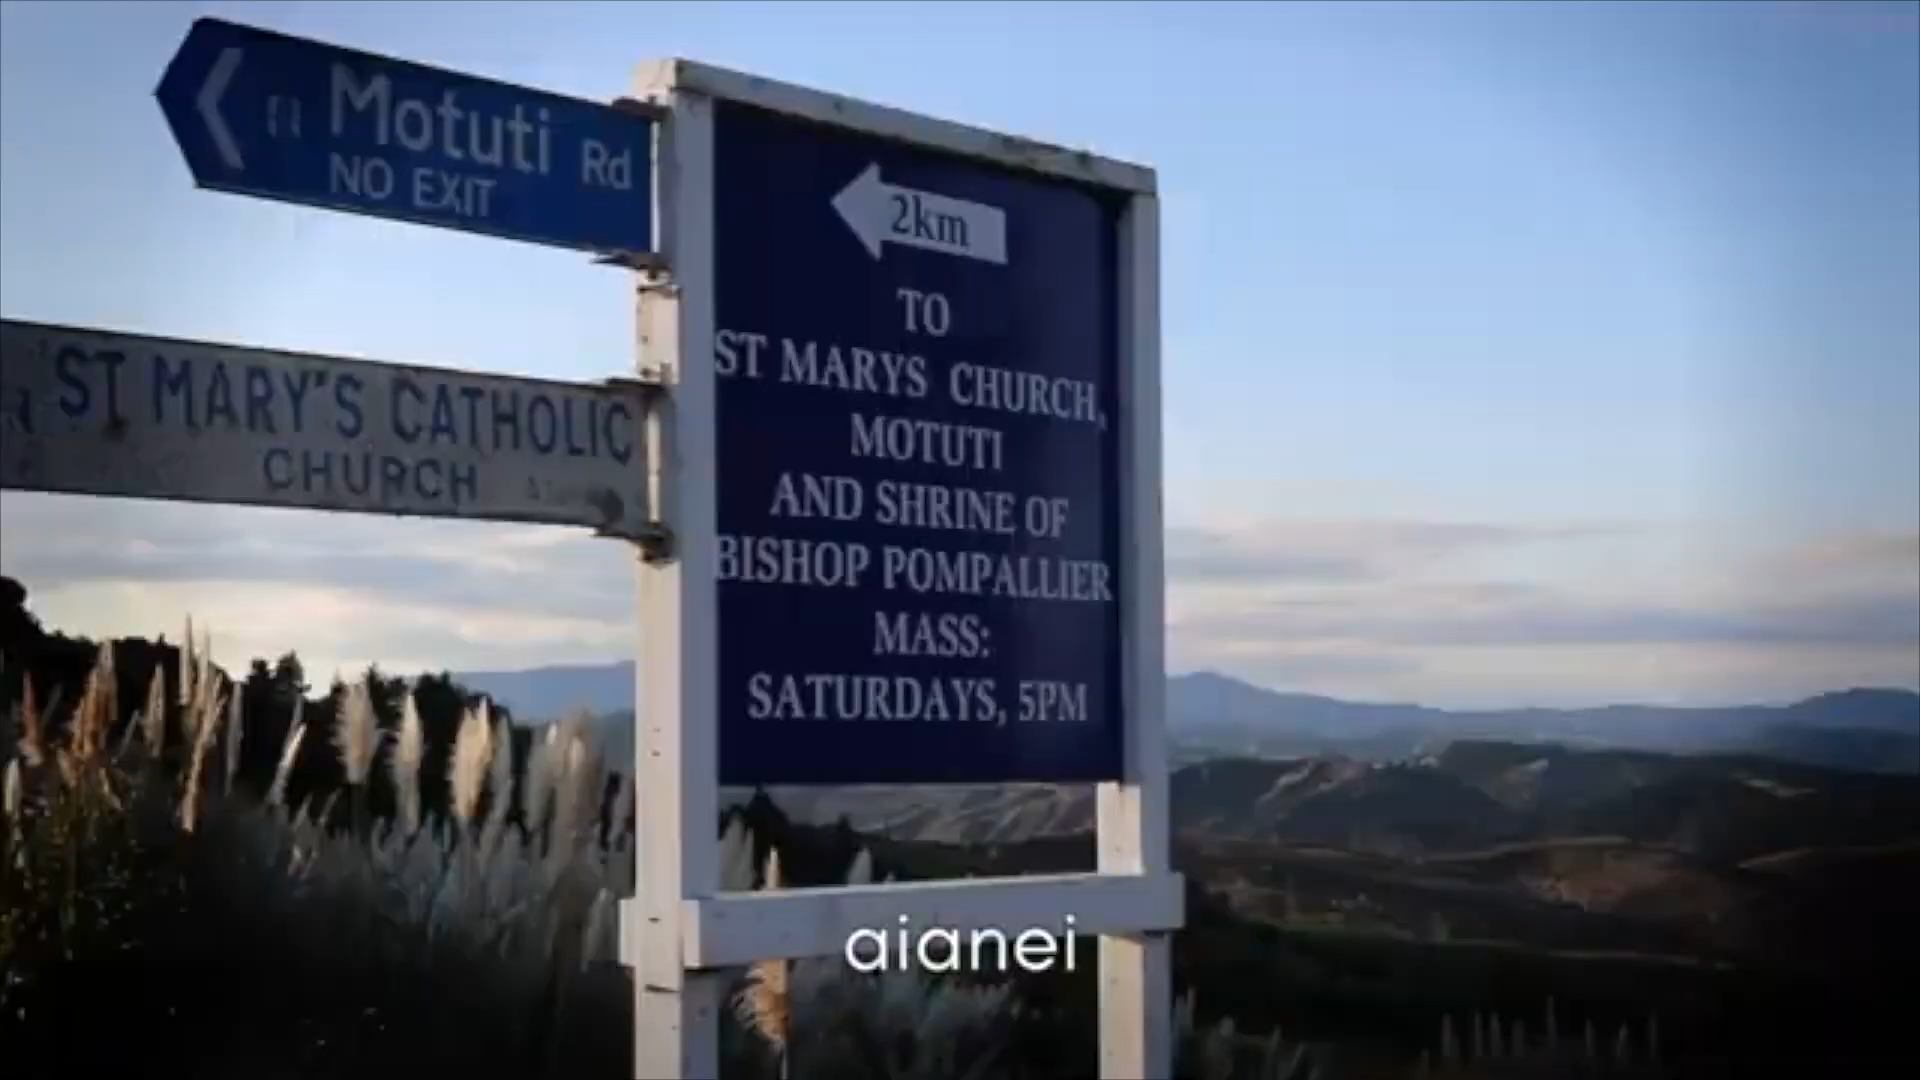 Motuti Rd
NO EXIT
ST MARY'S CATHOLIC
CHURCH
2km
TO
ST MARYS CHURCH,
MOTUTI
AND SHRINE OF
BISHOP POMPALLIER
MASS:
SATURDAYS, 5PM
aianei